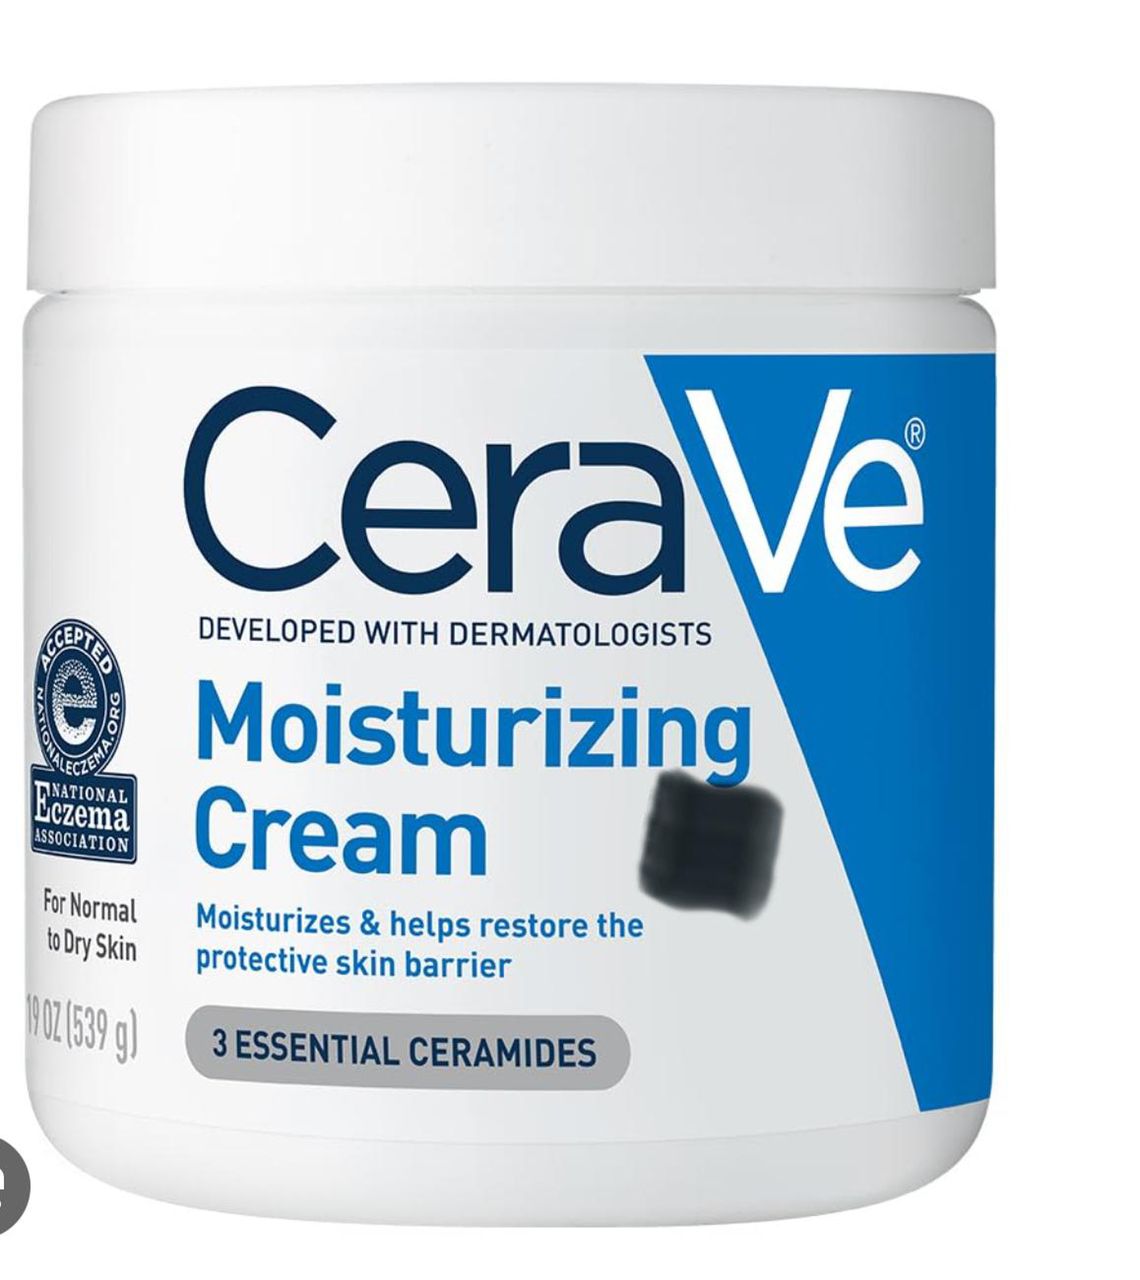 CeraVe®
DEVELOPED WITH DERMATOLOGISTS
Moisturizing
Cream
Moisturizes & helps restore the
protective skin barrier
3 ESSENTIAL CERAMIDES
ACCEPTED
e
NATIONALECZEMA.ORG
NATIONAL
Eczema
ASSOCIATION
For Normal
to Dry Skin
19 OZ (539 g)